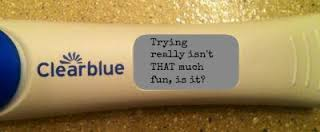 Clearblue
Trying
really isn't
THAT much
fun, is it?